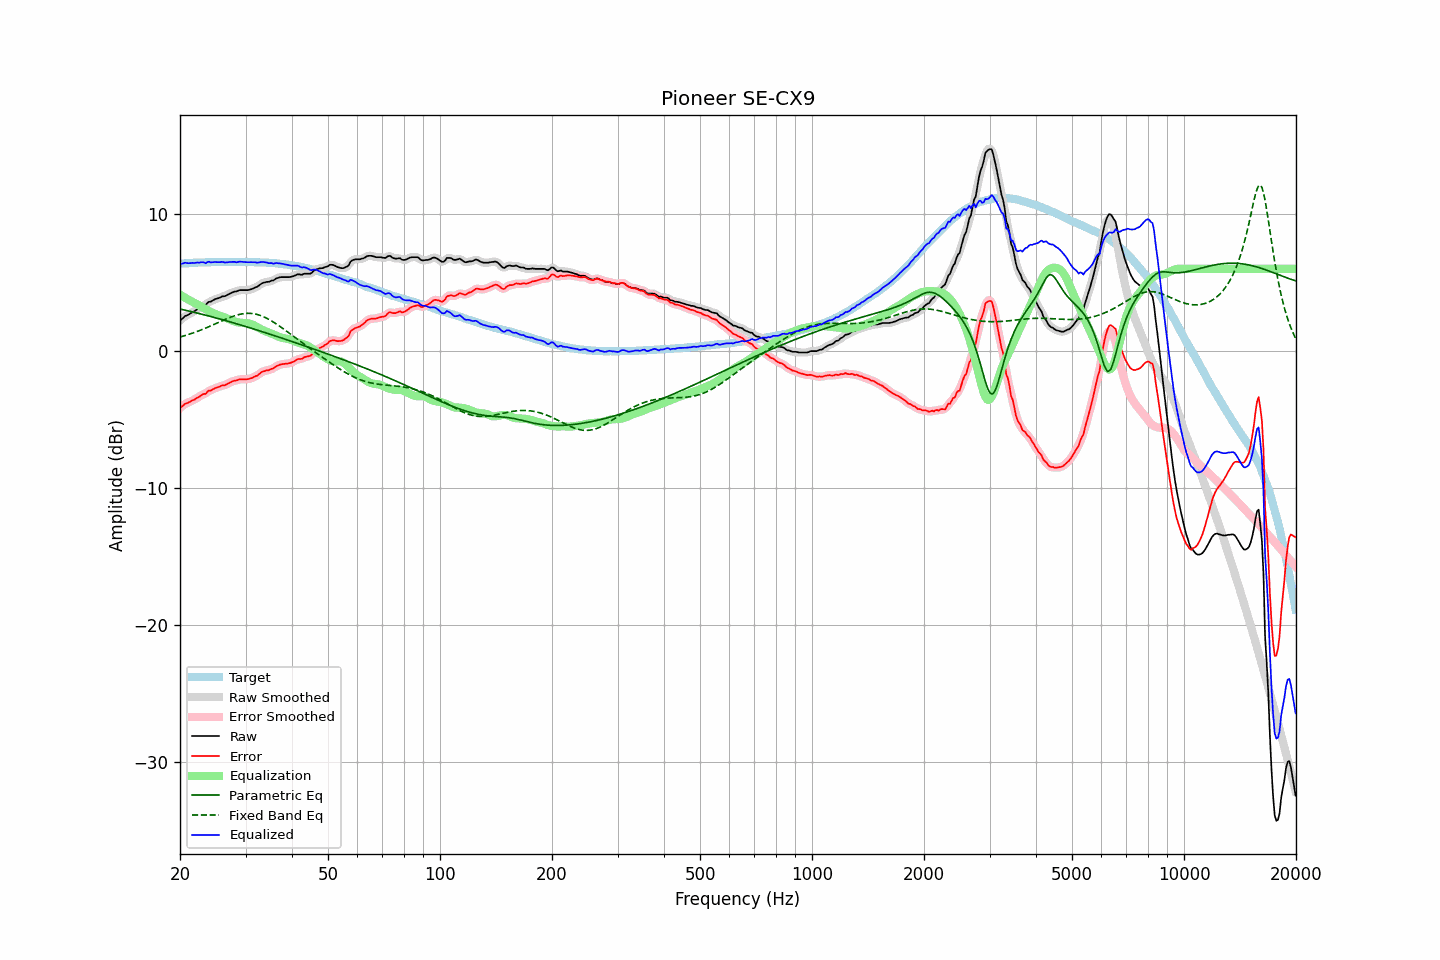 Pioneer SE-CX9
Amplitude (dBr)
10
0
−10
−20
−30
Target
Raw Smoothed
Error Smoothed
Raw
Error
Equalization
Parametric Eq
Fixed Band Eq
Equalized
20 50 100 200 500 1000 2000 5000 10000 20000
Frequency (Hz)